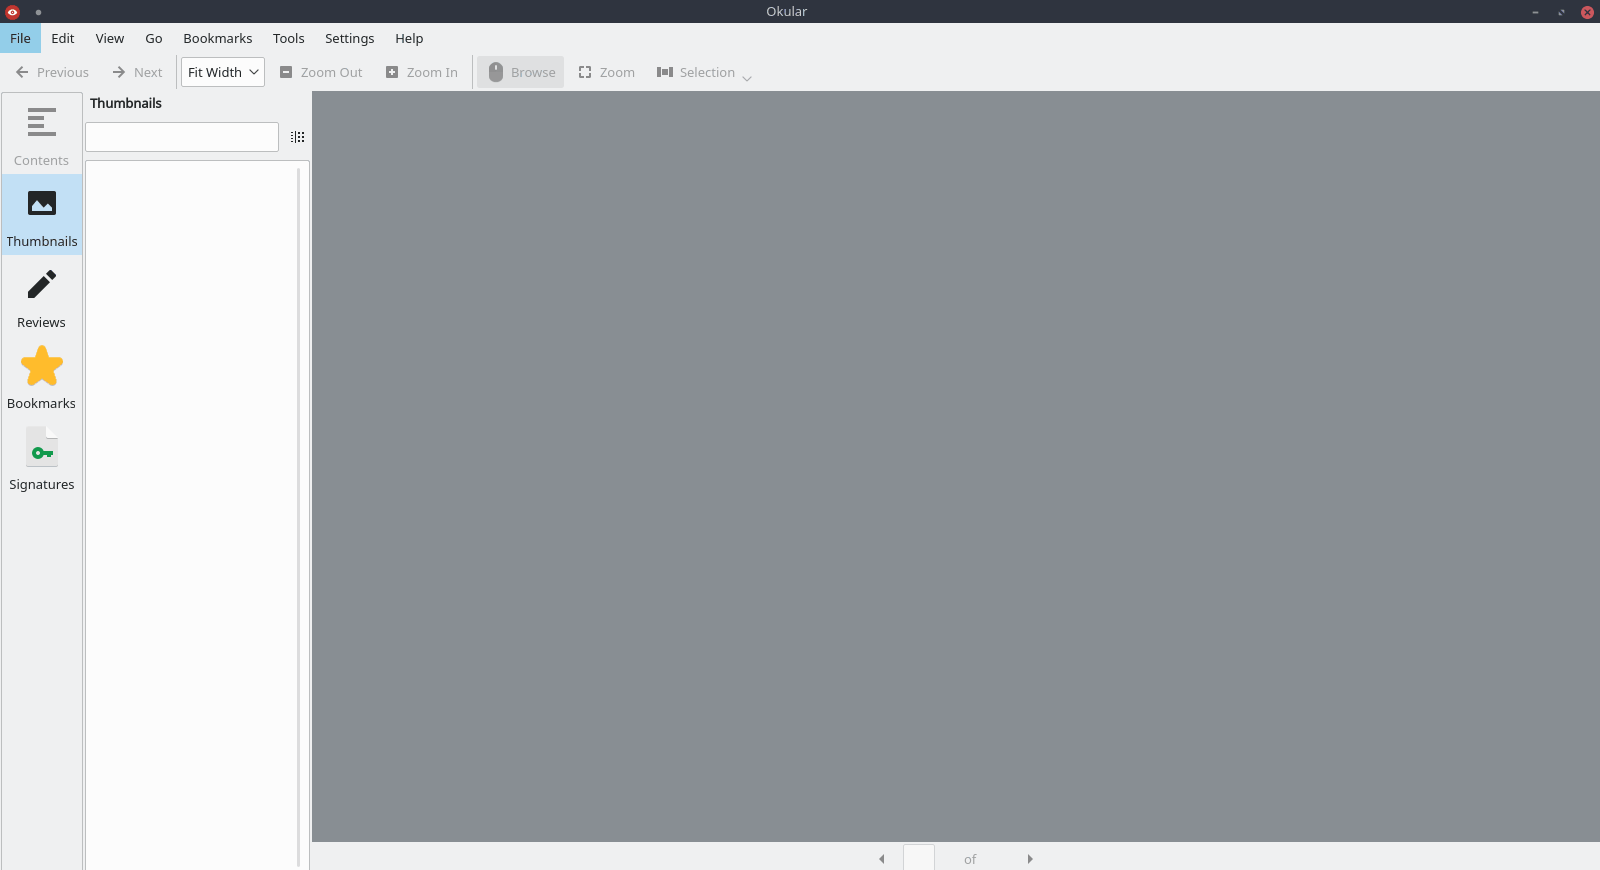 Okular
File Edit View Go Bookmarks Tools Settings Help
Previous Next Fit Width Zoom Out Zoom In Browse Zoom Selection
Thumbnails
Contents
Thumbnails
Reviews
Bookmarks
Signatures
of